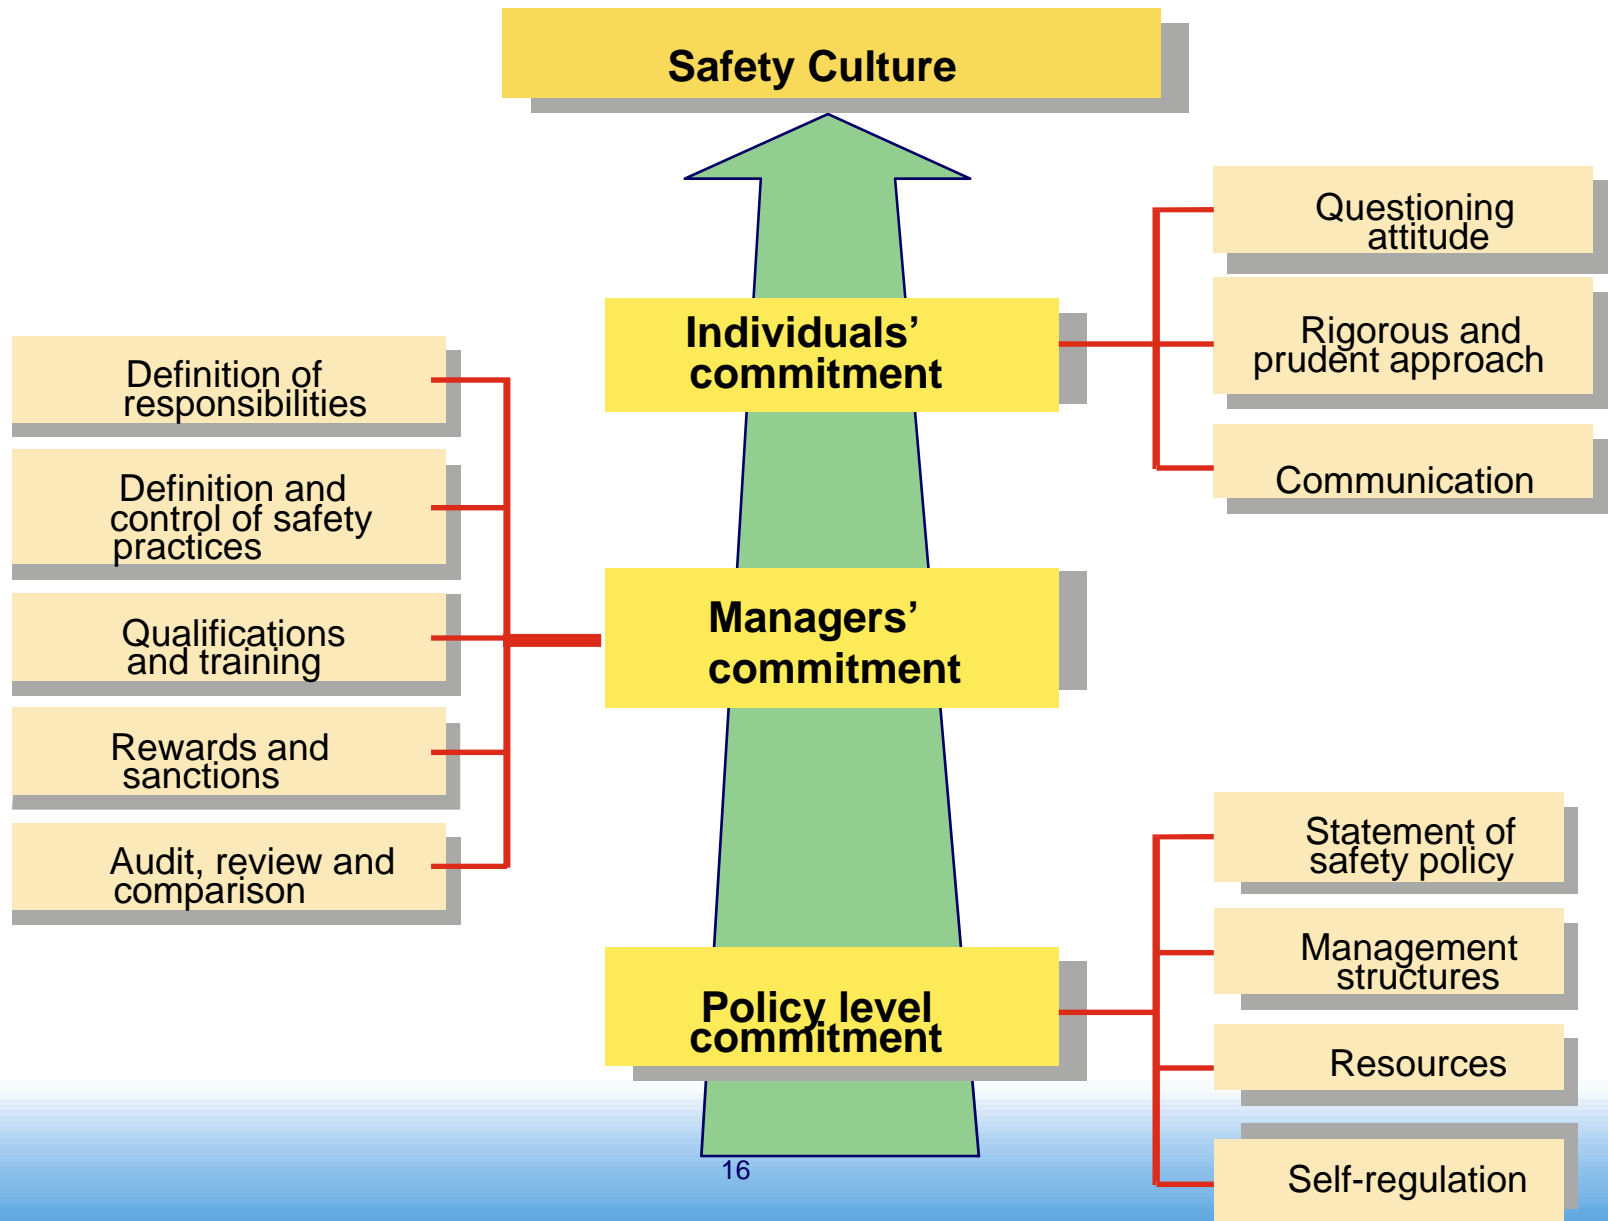 Safety Culture
Individuals’
commitment
Questioning
attitude
Rigorous and
prudent approach
Communication
Managers’
commitment
Definition of
responsibilities
Definition and
control of safety
practices
Qualifications
and training
Rewards and
sanctions
Audit, review and
comparison
Policy level
commitment
Statement of
safety policy
Management
structures
Resources
Self-regulation
16